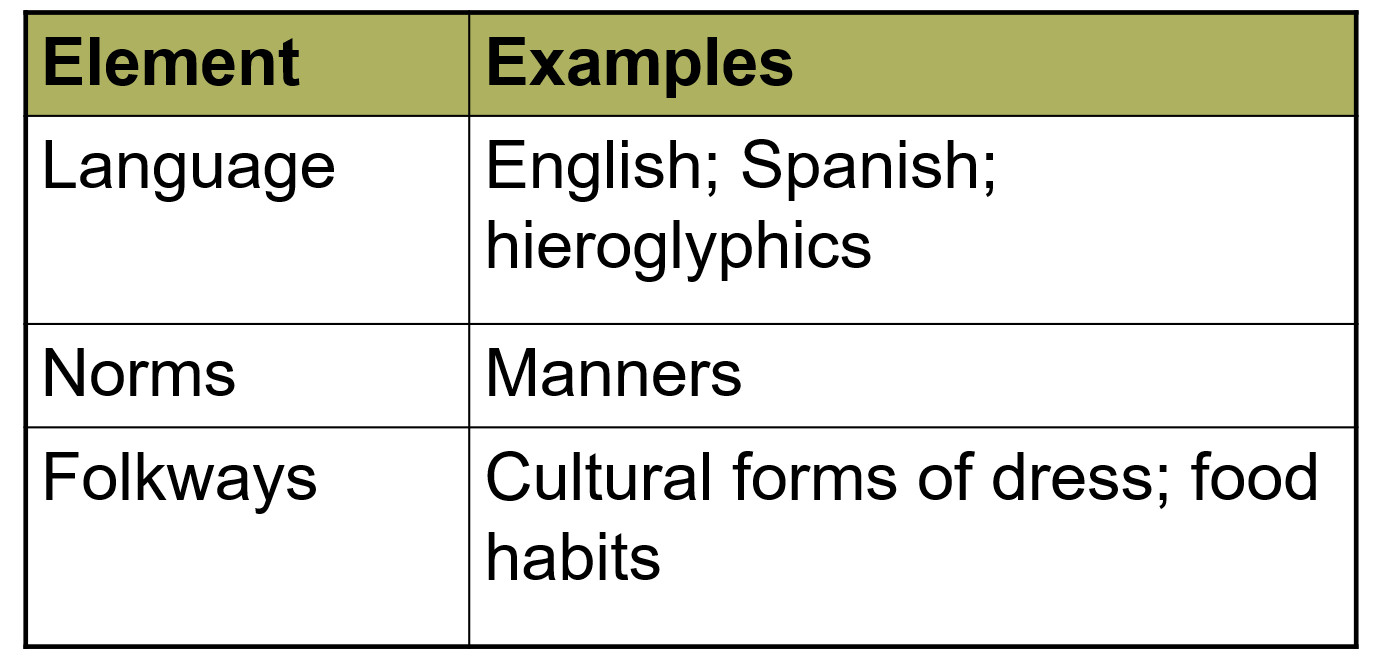 Element Examples
Language English; Spanish;
hieroglyphics
Norms Manners
Folkways Cultural forms of dress; food
habits